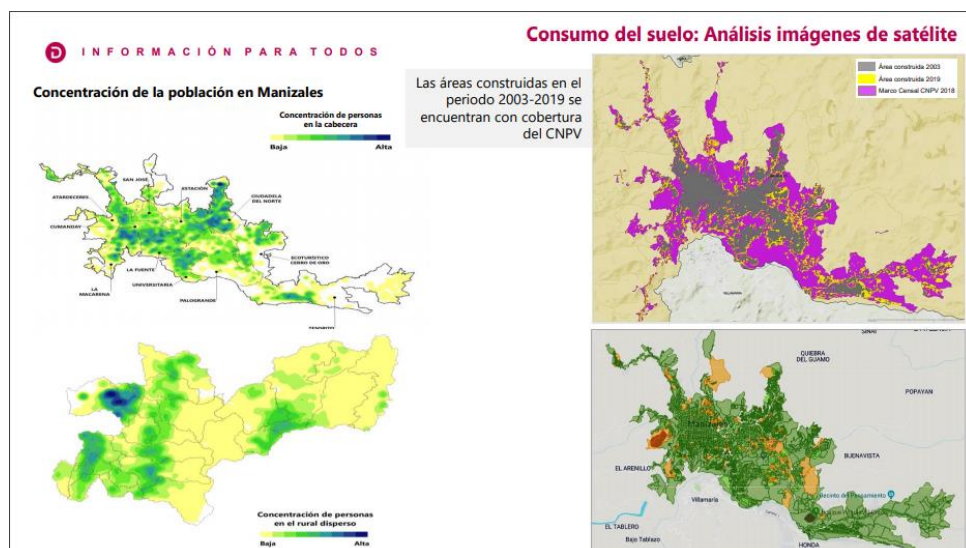 INFORMACIÓN PARA TODOS
Consumo del suelo: Análisis imágenes de satélite
Concentración de la población en Manizales
Las áreas construidas en el
periodo 2003-2019 se
encuentran con cobertura
del CNPV
Concentración de personas
en la cabecera
Baja Alta
SAN JOSÉ
ESTACIÓN
CIUDADELA
DEL NORTE
ATARDECERES
CUMANDAY
ECOTURÍSTICO
CERRO DE ORO
LA FUENTE
LA
MACARENA
UNIVERSITARIA
PALOGRANDE
Concentración de personas
en el rural disperso
Baja Alta
Área construida 2003
Área construida 2019
Marco Censal CNPV 2018
VILLAMARÍA
QUIEBRA
DEL GUAMO
POPAYAN
Manizales
EL ARENILLO
BUENAVISTA
Villamaría
Recinto del Pensamiento
EL TABLERO
Bajo Tablazo
HONDA